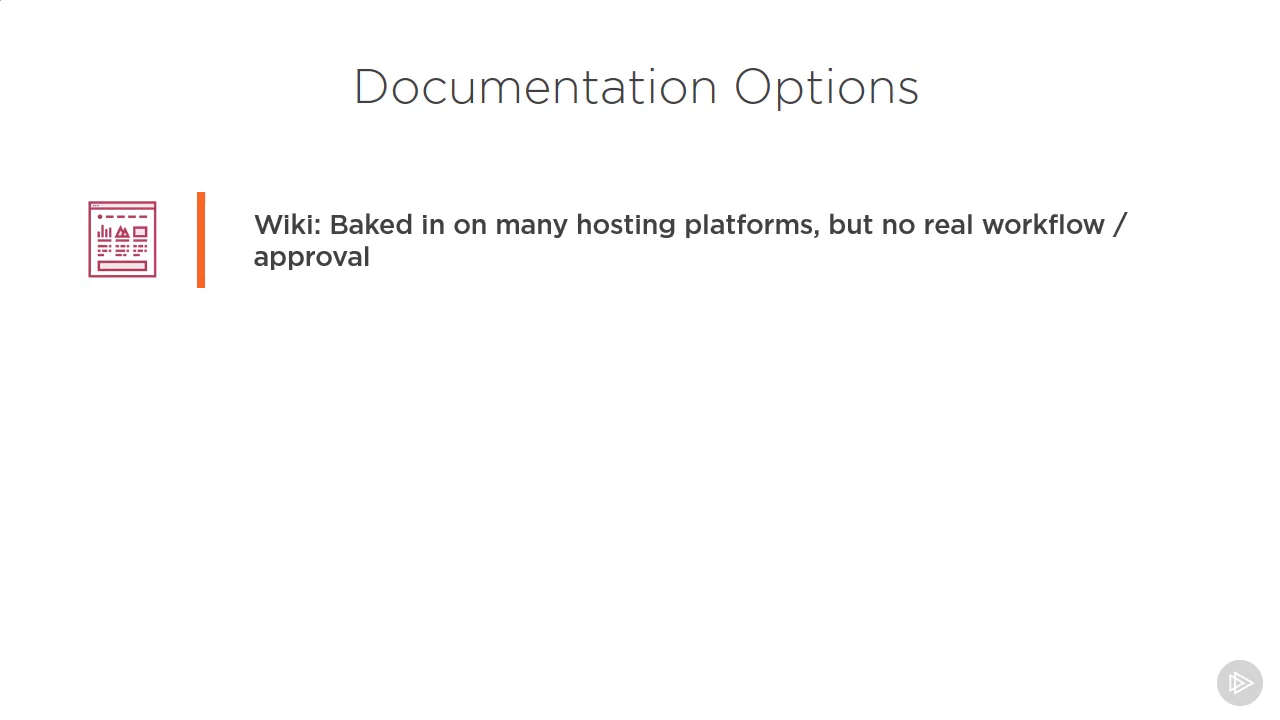 Documentation Options
Wiki: Baked in on many hosting platforms, but no real workflow /
approval